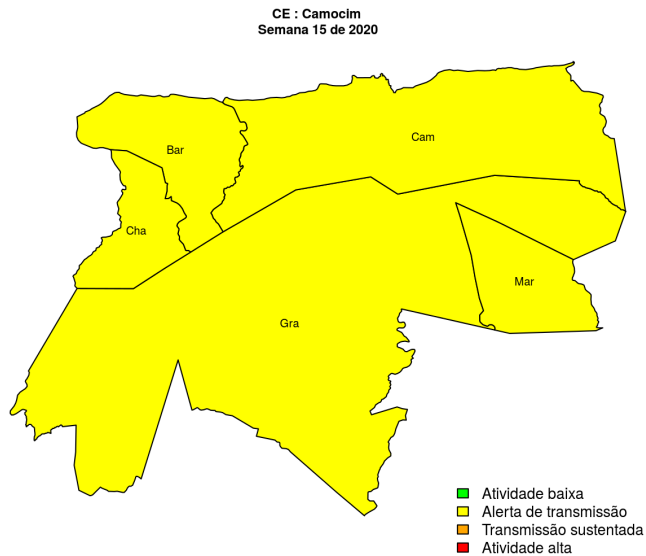 CE : Camocim
Semana 15 de 2020
Bar
Cam
Cha
Mar
Gra
Atividade baixa
Alerta de transmissão
Transmissão sustentada
Atividade alta